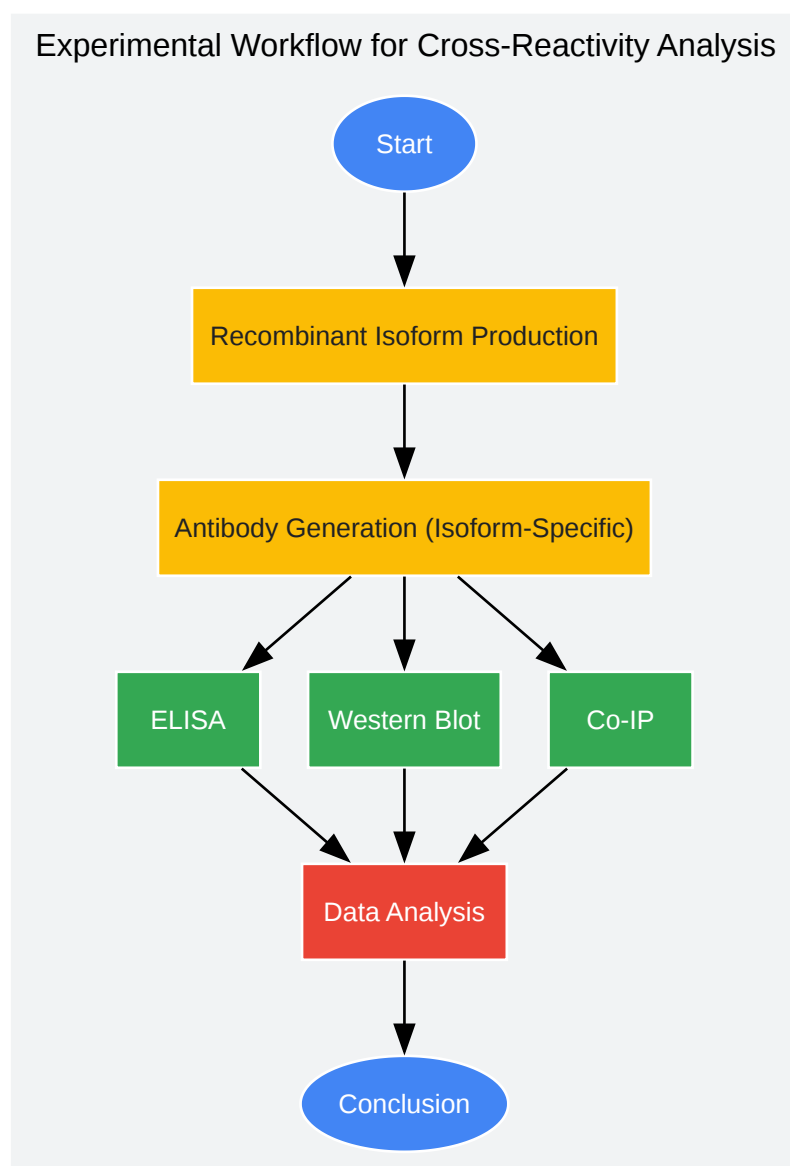 Experimental Workflow for Cross-Reactivity Analysis
Start
Recombinant Isoform Production
Antibody Generation (Isoform-Specific)
ELISA
Western Blot
Co-IP
Data Analysis
Conclusion